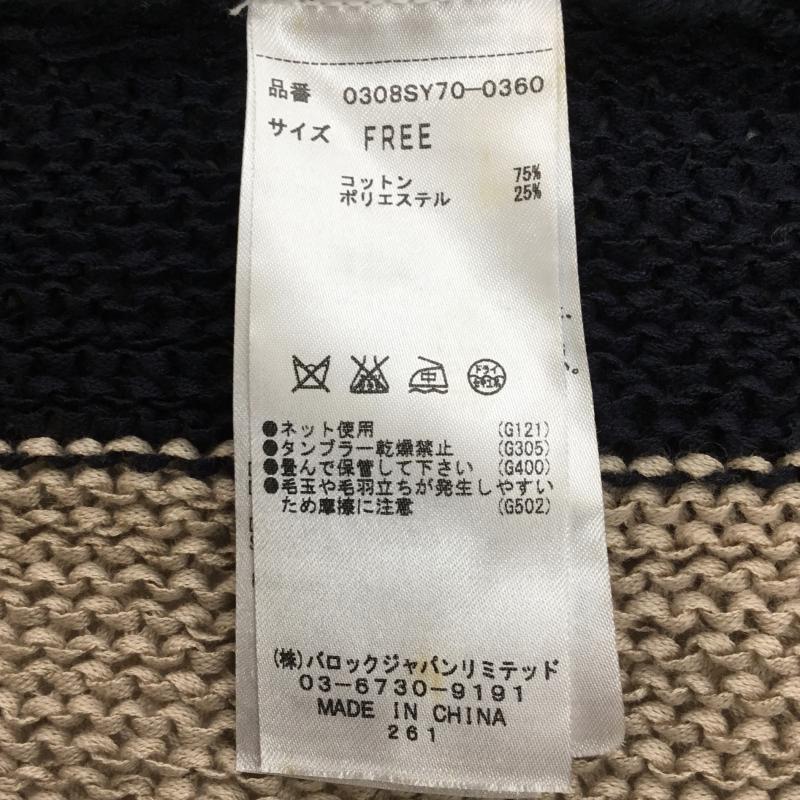 品番 0308SY70-0360
サイズ FREE
コットン 75%
ポリエステル 25%
中
ドライ
●ネット使用 (G121)
●タンブラー乾燥禁止 (G305)
●畳んで保管して下さい (G400)
●毛玉や毛羽立ちが発生しやすい
ため摩擦に注意 (G502)
(株)バロックジャパンリミテッド
03-6730-9191
MADE IN CHINA
261